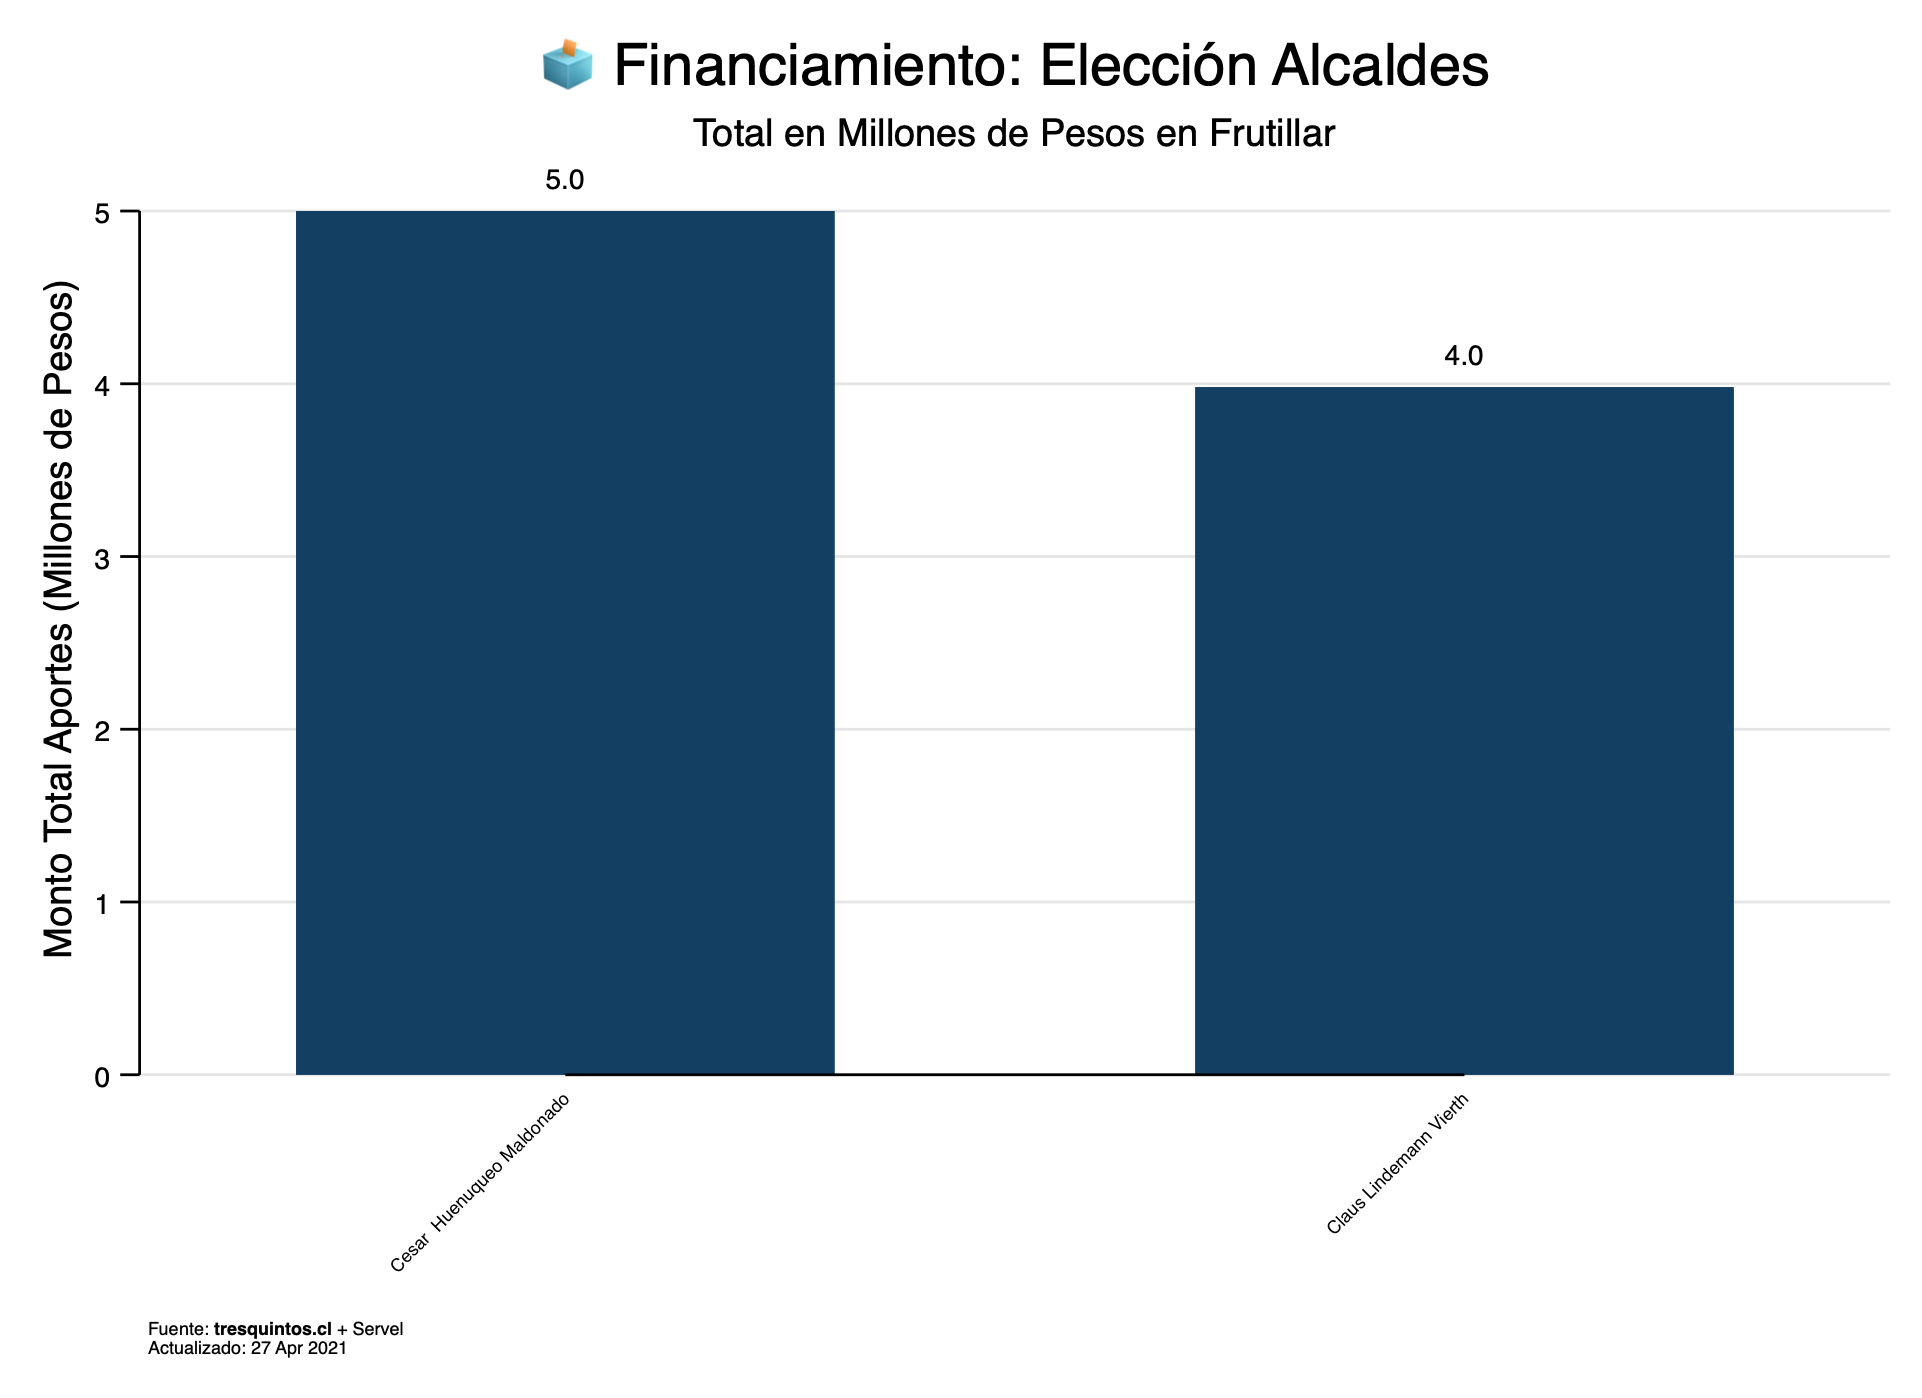 Financiamiento: Elección Alcaldes
Total en Millones de Pesos en Frutillar
Monto Total Aportes (Millones de Pesos)
5
4
3
2
1
0
5.0
4.0
Cesar  Huenuqueo Maldonado
Claus Lindemann Vierth
Fuente: tresquintos.cl + Servel
Actualizado: 27 Apr 2021